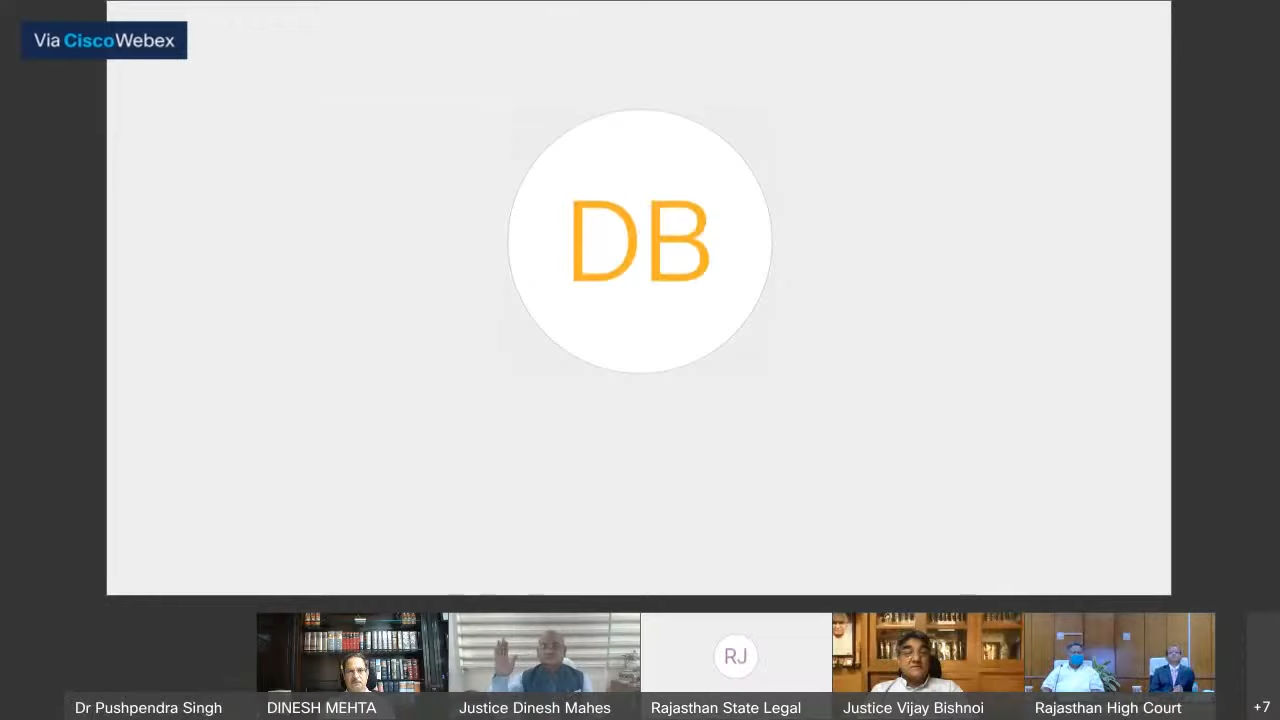 Via CiscoWebex
DB
RJ
Dr Pushpendra Singh
DINESH MEHTA
Justice Dinesh Mahes
Rajasthan State Legal
Justice Vijay Bishnoi
Rajasthan High Court
+7